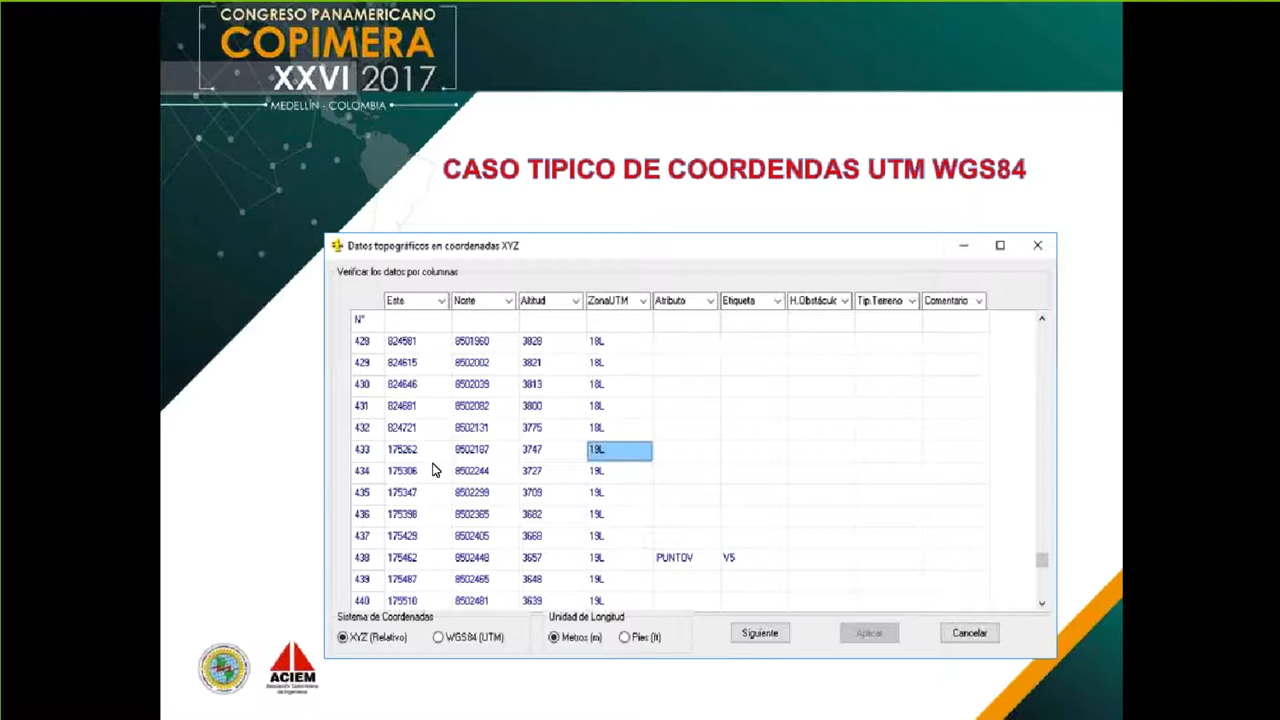 CONGRESO PANAMERICANO
COPIMERA
XXVI 2017
MEDELLÍN - COLOMBIA
CASO TIPICO DE COORDENDAS UTM WGS84
Datos topográficos en coordenadas XYZ
Verificar los datos por columnas
Este Norte Altitud ZonaUTM Atributo Etiqueta H.Obstáculo Tip.Terreno Comentario
N°
428 824581 8501960 3828 18L
429 824615 8502002 3821 18L
430 824646 8502039 3813 18L
431 824681 8502082 3800 18L
432 824721 8502131 3775 18L
433 175262 8502187 3747 19L
434 175306 8502244 3727 19L
435 175347 8502299 3709 19L
436 175398 8502365 3682 19L
437 175429 8502405 3668 19L
438 175462 8502448 3657 19L PUNTOV V5
439 175487 8502465 3648 19L
440 175510 8502481 3639 19L
Sistema de Coordenadas Unidad de Longitud
XYZ (Relativo) WGS84 (UTM) Metros (m) Pies (ft) Siguiente Aplicar Cancelar
ACIEM